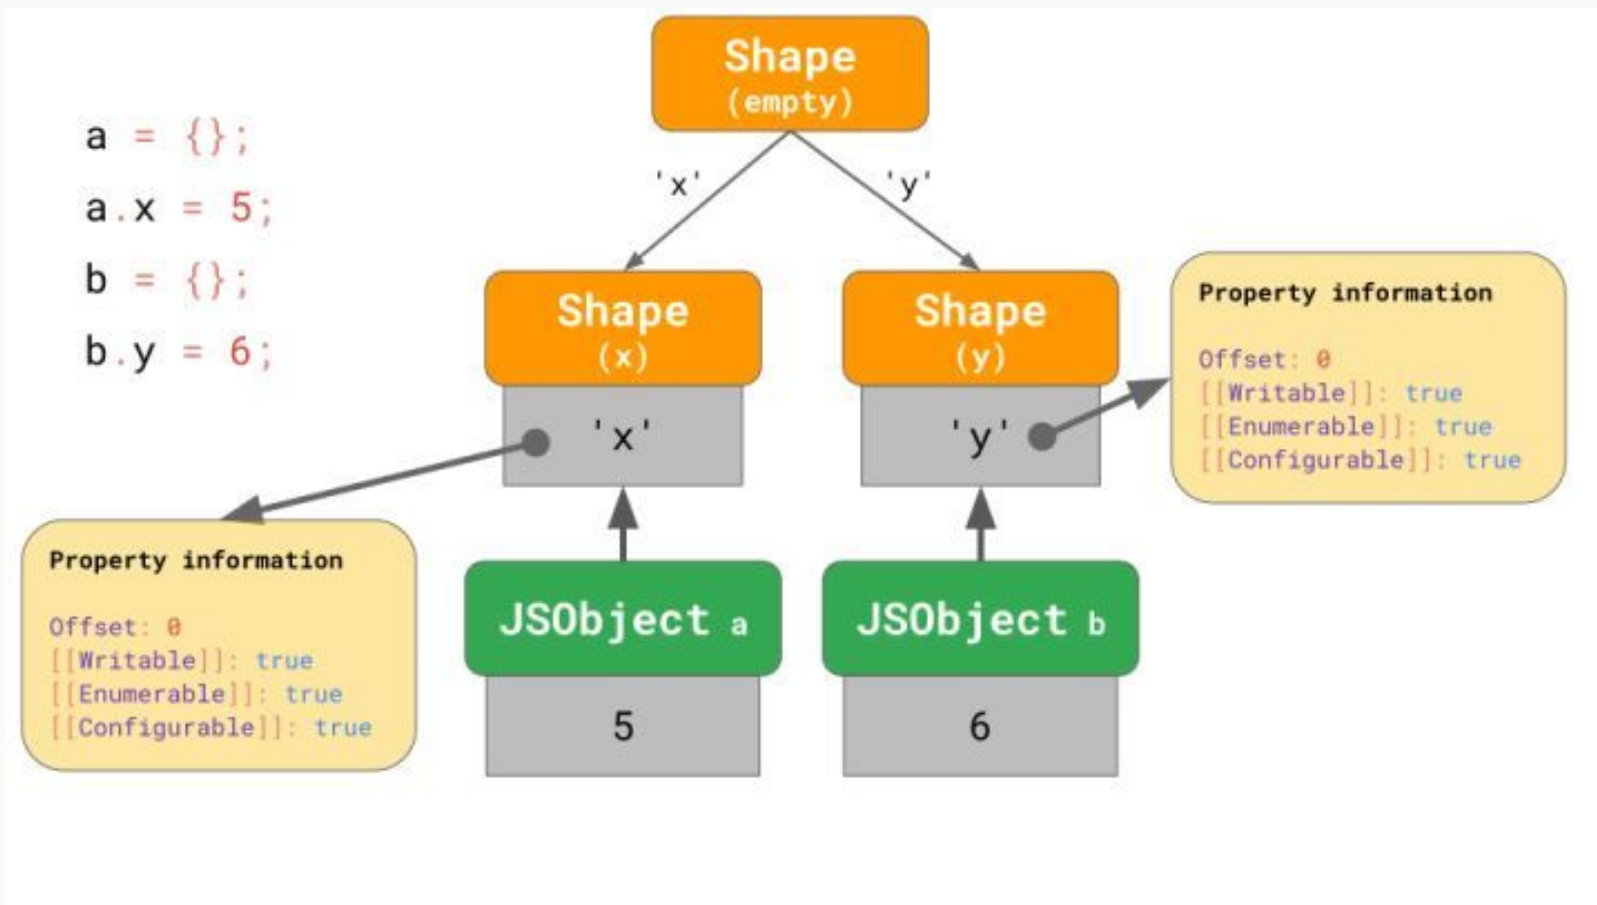 a = {};
a.x = 5;
b = {};
b.y = 6;
Shape
(empty)
'x'
'y'
Shape
(x)
'x'
Shape
(y)
'y'
Property information
Offset: 0
[[Writable]]: true
[[Enumerable]]: true
[[Configurable]]: true
Property information
Offset: 0
[[Writable]]: true
[[Enumerable]]: true
[[Configurable]]: true
JSObject a
5
JSObject b
6